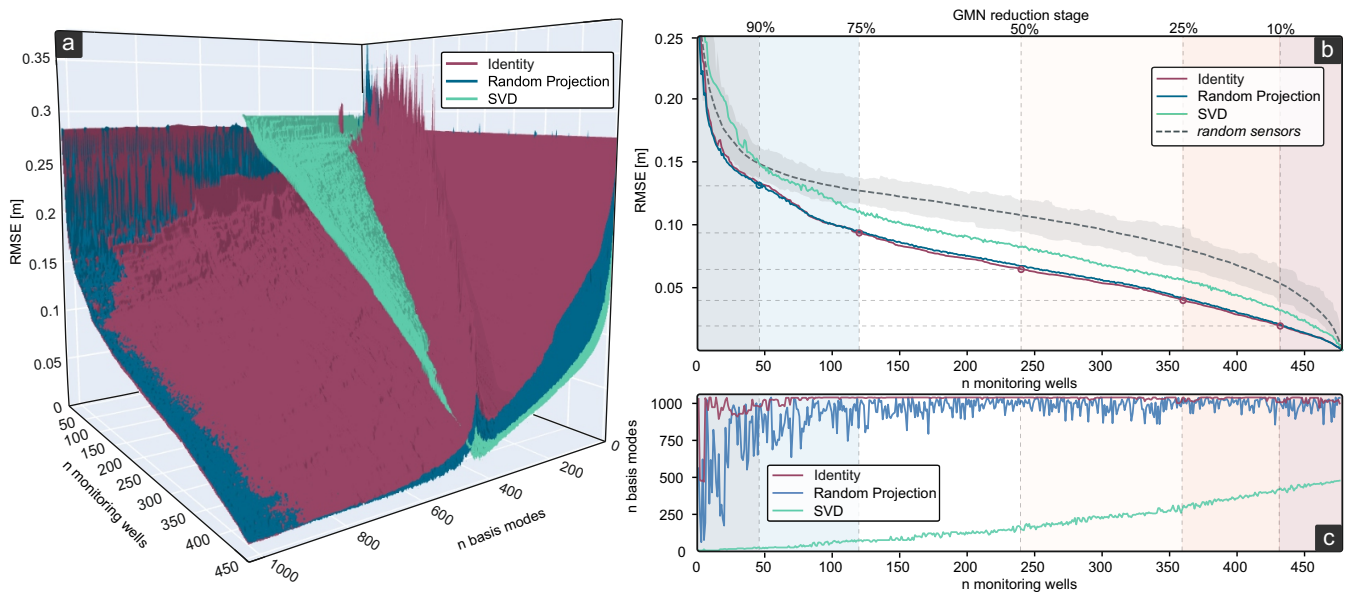 a
0.35
0.3
0.25
0.2
0.15
0.1
0.05
0
RMSE [m]
Identity
Random Projection
SVD
50
100
150
200
250
300
350
400
450
n monitoring wells
1000
800
600
400
200
0
n basis modes
GMN reduction stage
90% 75% 50% 25% 10%
b
0.25
0.20
0.15
0.10
0.05
RMSE [m]
Identity
Random Projection
SVD
random sensors
0 50 100 150 200 250 300 350 400 450
n monitoring wells
1000
750
500
250
0
n basis modes
Identity
Random Projection
SVD
c
0 50 100 150 200 250 300 350 400 450
n monitoring wells